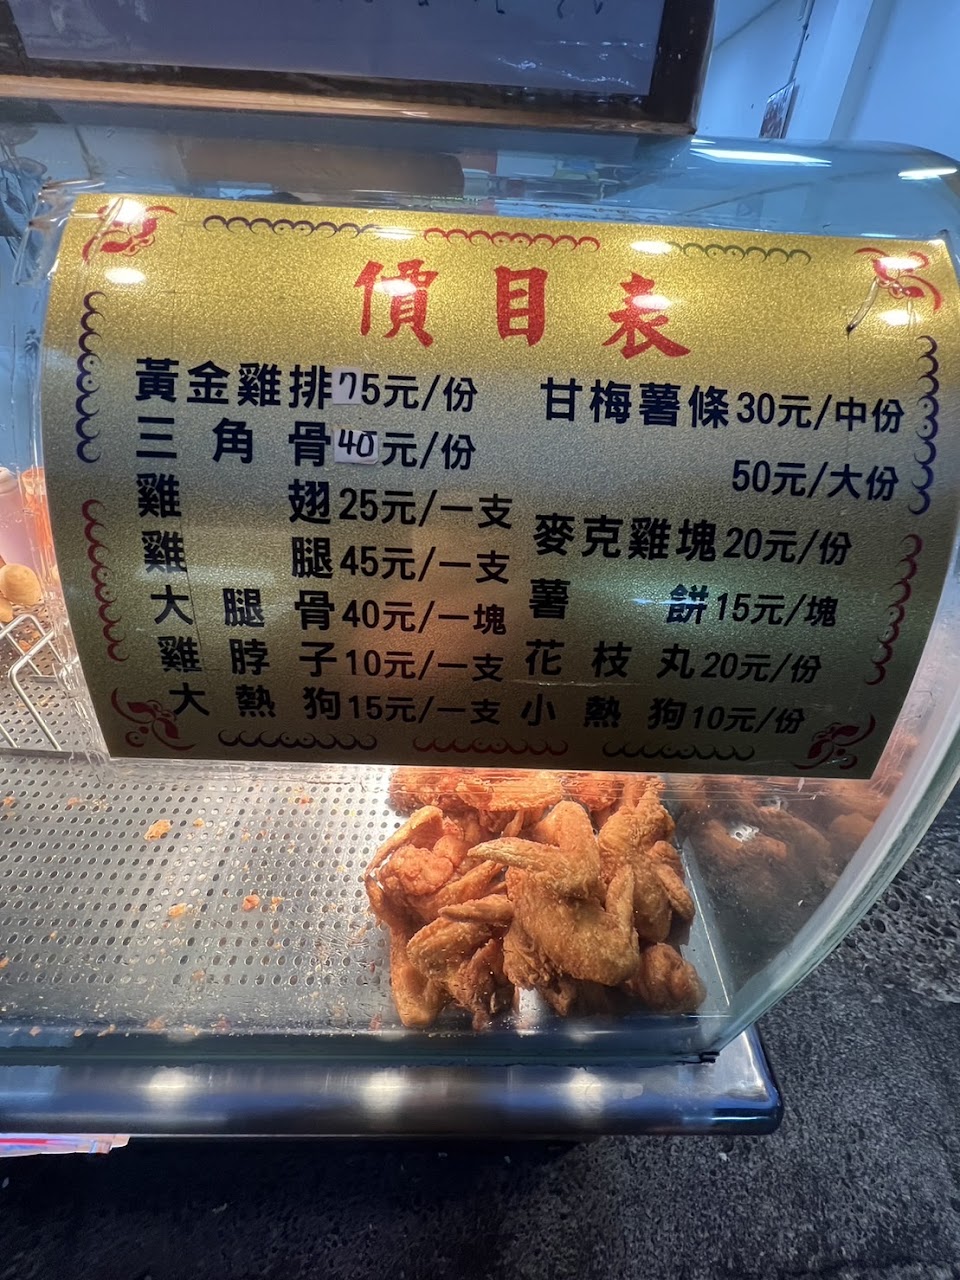 價目表
黃金雞排75元/份
三角骨40元/份
雞翅25元/一支
雞腿45元/一支
大腿骨40元/一塊
雞脖子10元/一支
大熱狗15元/一支
甘梅薯條30元/中份
50元/大份
麥克雞塊20元/份
薯餅15元/塊
花枝丸20元/份
小熱狗10元/份